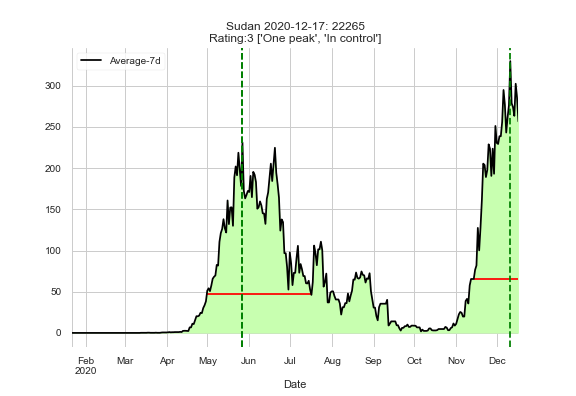 Sudan 2020-12-17: 22265
Rating:3 ['One peak', 'In control']
Average-7d
300
250
200
150
100
50
0
Feb Mar Apr May Jun Jul Aug Sep Oct Nov Dec
2020
Date